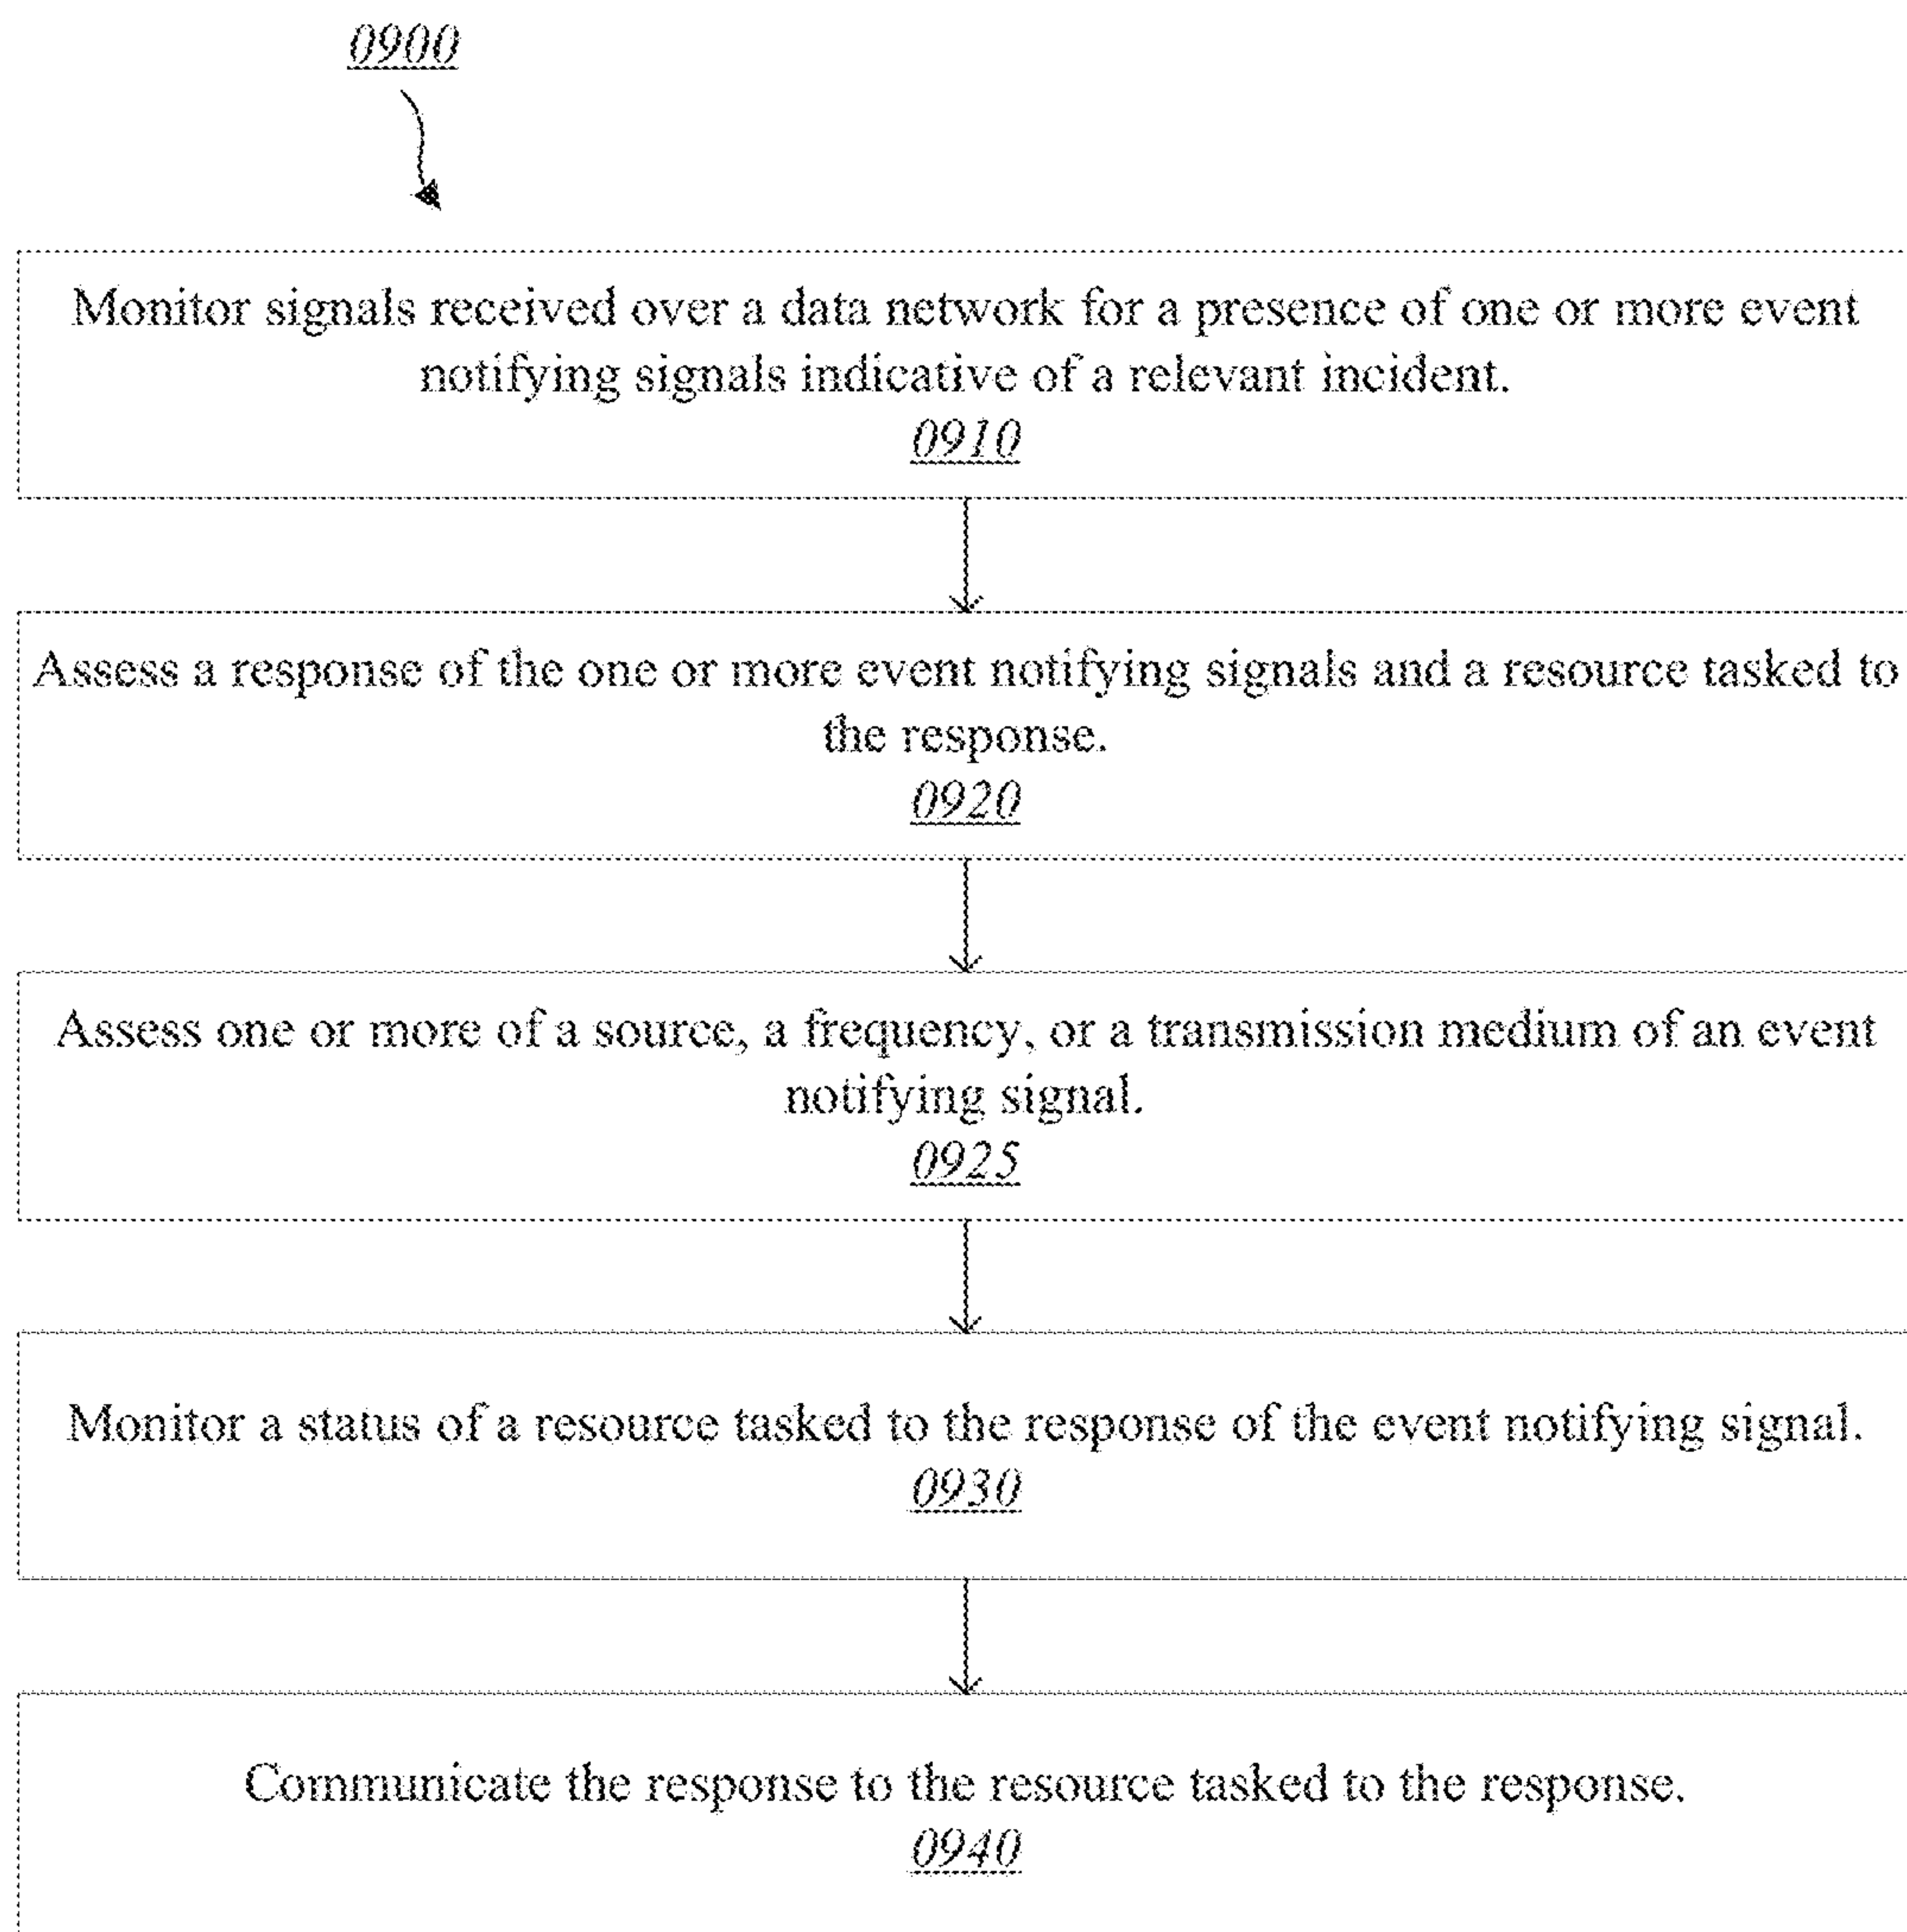 0900
Monitor signals received over a data network for a presence of one or more event
notifying signals indicative of a relevant incident.
0910
Assess a response of the one or more event notifying signals and a resource tasked to
the response.
0920
Assess one or more of a source, a frequency, or a transmission medium of an event
notifying signal.
0925
Monitor a status of a resource tasked to the response of the event notifying signal.
0930
Communicate the response to the resource tasked to the response.
0940